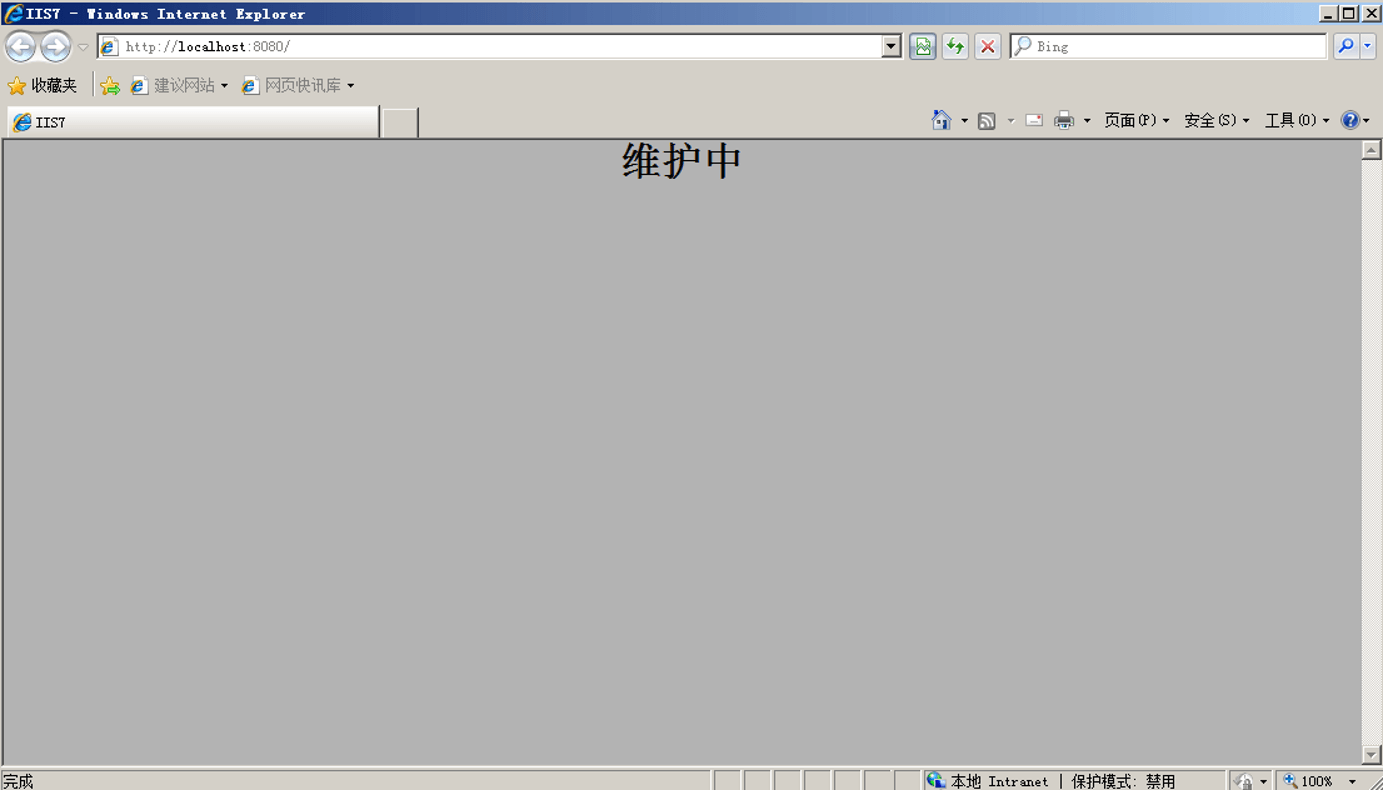 IIS7 - Windows Internet Explorer
http://localhost:8080/
Bing
收藏夹
建议网站
网页快讯库
IIS7
页面(P)
安全(S)
工具(O)
维护中
完成
本地 Intranet | 保护模式: 禁用
100%